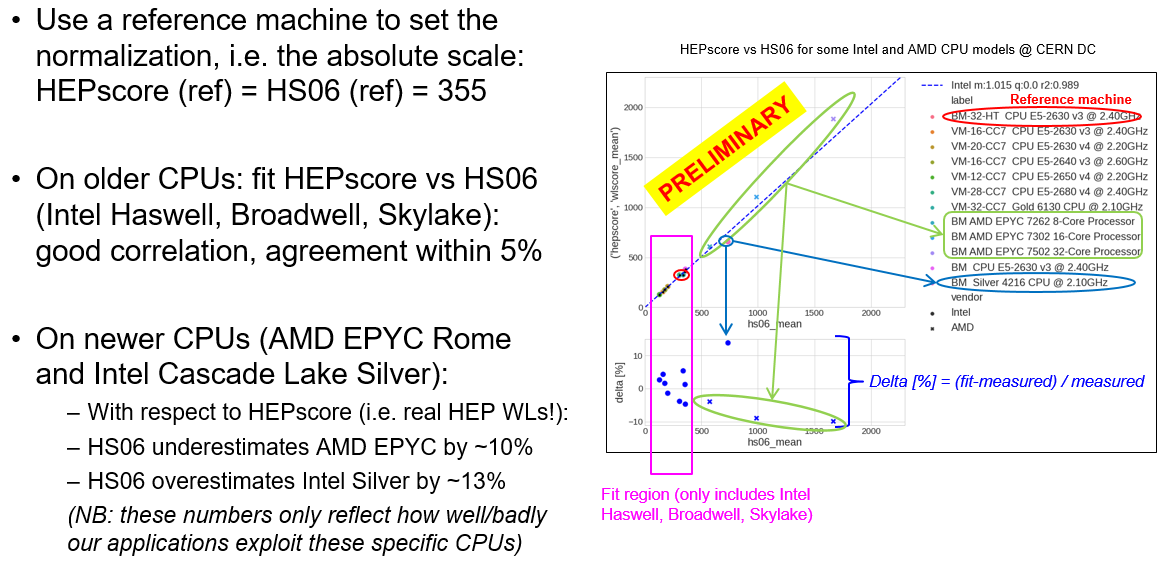 • Use a reference machine to set the
normalization, i.e. the absolute scale:
HEPscore (ref) = HS06 (ref) = 355
• On older CPUs: fit HEPscore vs HS06
(Intel Haswell, Broadwell, Skylake):
good correlation, agreement within 5%
• On newer CPUs (AMD EPYC Rome
and Intel Cascade Lake Silver):
– With respect to HEPscore (i.e. real HEP WLs!):
– HS06 underestimates AMD EPYC by ~10%
– HS06 overestimates Intel Silver by ~13%
(NB: these numbers only reflect how well/badly
our applications exploit these specific CPUs)
HEPscore vs HS06 for some Intel and AMD CPU models @ CERN DC
PRELIMINARY
('hepscore', 'wlscore_mean')
2000
1500
1000
500
0
0 500 1000 1500 2000
hs06_mean
Intel m:1.015 q:0.0 r2:0.989
label
Reference machine
BM-32-HT CPU E5-2630 v3 @ 2.40GHz
VM-16-CC7 CPU E5-2630 v3 @ 2.40GHz
VM-20-CC7 CPU E5-2630 v4 @ 2.20GHz
VM-16-CC7 CPU E5-2640 v3 @ 2.60GHz
VM-12-CC7 CPU E5-2650 v4 @ 2.20GHz
VM-28-CC7 CPU E5-2680 v4 @ 2.40GHz
VM-32-CC7 Gold 6130 CPU @ 2.10GHz
BM AMD EPYC 7262 8-Core Processor
BM AMD EPYC 7302 16-Core Processor
BM AMD EPYC 7502 32-Core Processor
BM CPU E5-2630 v3 @ 2.40GHz
BM Silver 4216 CPU @ 2.10GHz
vendor
Intel
AMD
delta [%]
10
0
−10
0 500 1000 1500 2000
hs06_mean
Delta [%] = (fit-measured) / measured
Fit region (only includes Intel
Haswell, Broadwell, Skylake)